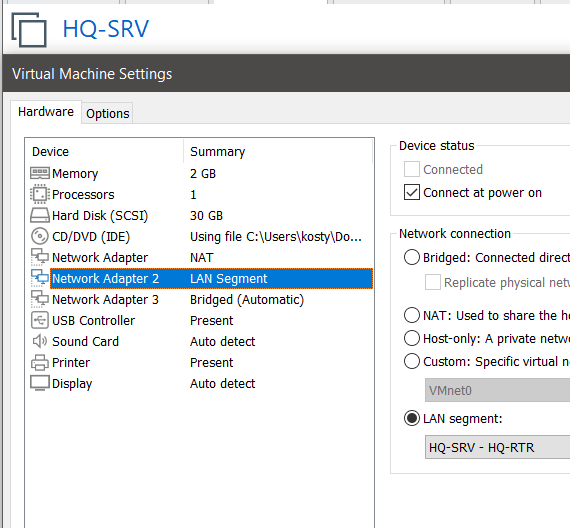 HQ-SRV
Virtual Machine Settings
Hardware Options
Device Summary
Memory 2 GB
Processors 1
Hard Disk (SCSI) 30 GB
CD/DVD (IDE) Using file C:\Users\kosty\Do...
Network Adapter NAT
Network Adapter 2 LAN Segment
Network Adapter 3 Bridged (Automatic)
USB Controller Present
Sound Card Auto detect
Printer Present
Display Auto detect
Device status
Connected
Connect at power on
Network connection
Bridged: Connected direc
Replicate physical netw
NAT: Used to share the ho
Host-only: A private netwo
Custom: Specific virtual ne
VMnet0
LAN segment:
HQ-SRV - HQ-RTR